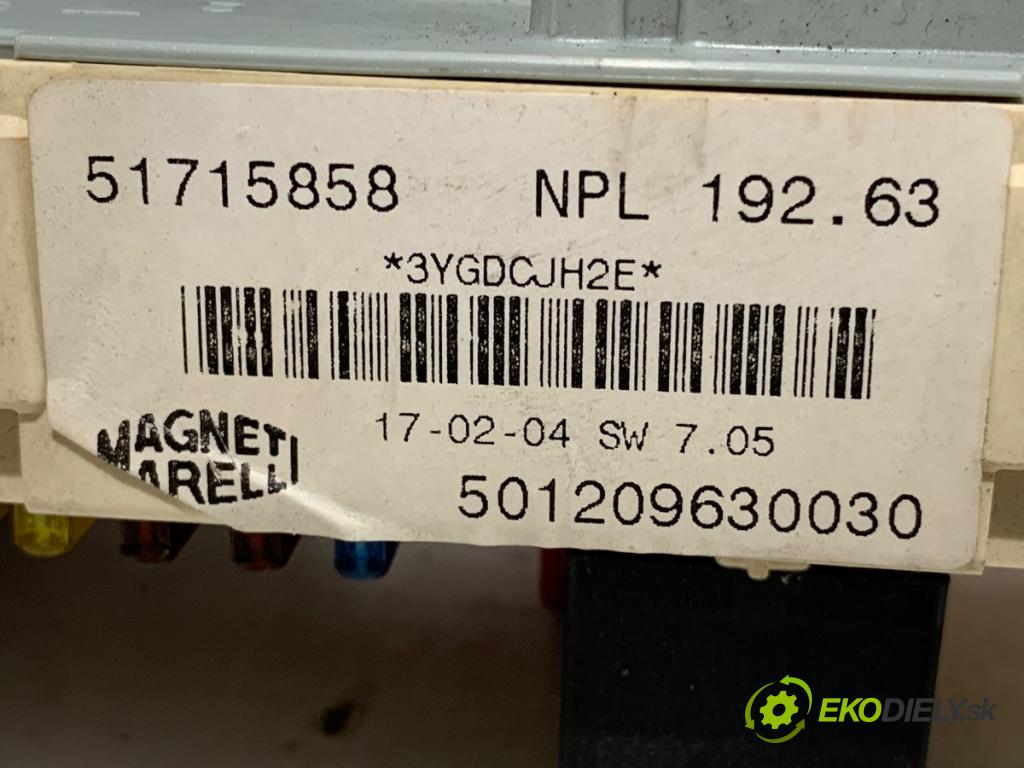 51715858 NPL 192.63
*3YGDCJH2E*
17-02-04 SW 7.05
MAGNETI
MARELLI
501209630030
EKODIELY.sk